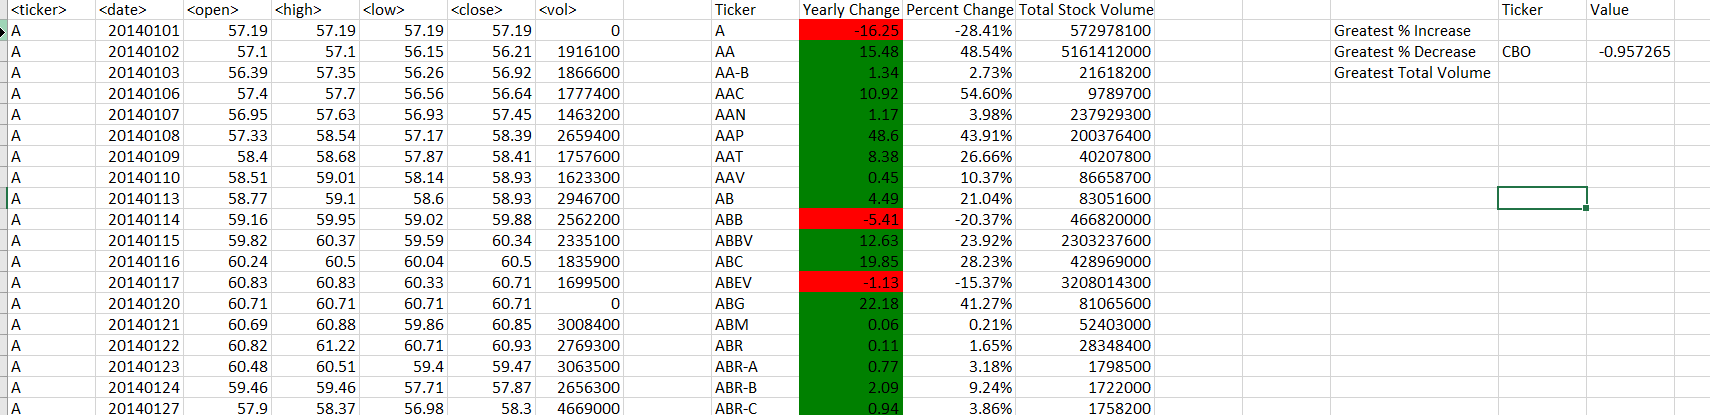 <ticker> <date> <open> <high> <low> <close> <vol> Ticker Yearly Change Percent Change Total Stock Volume Ticker Value
A 20140101 57.19 57.19 57.19 57.19 0 A -16.25 -28.41% 572978100 Greatest % Increase
A 20140102 57.1 57.1 56.15 56.21 1916100 AA 15.48 48.54% 5161412000 Greatest % Decrease CBO -0.957265
A 20140103 56.39 57.35 56.26 56.92 1866600 AA-B 1.34 2.73% 21618200 Greatest Total Volume
A 20140106 57.4 57.7 56.56 56.64 1777400 AAC 10.92 54.60% 9789700
A 20140107 56.95 57.63 56.93 57.45 1463200 AAN 1.17 3.98% 237929300
A 20140108 57.33 58.54 57.17 58.39 2659400 AAP 48.6 43.91% 200376400
A 20140109 58.4 58.68 57.87 58.41 1757600 AAT 8.38 26.66% 40207800
A 20140110 58.51 59.01 58.14 58.93 1623300 AAV 0.45 10.37% 86658700
A 20140113 58.77 59.1 58.6 58.93 2946700 AB 4.49 21.04% 83051600
A 20140114 59.16 59.95 59.02 59.88 2562200 ABB -5.41 -20.37% 466820000
A 20140115 59.82 60.37 59.59 60.34 2335100 ABBV 12.63 23.92% 2303237600
A 20140116 60.24 60.5 60.04 60.5 1835900 ABC 19.85 28.23% 428969000
A 20140117 60.83 60.83 60.33 60.71 1699500 ABEV -1.13 -15.37% 3208014300
A 20140120 60.71 60.71 60.71 60.71 0 ABG 22.18 41.27% 81065600
A 20140121 60.69 60.88 59.86 60.85 3008400 ABM 0.06 0.21% 52403000
A 20140122 60.82 61.22 60.71 60.93 2769300 ABR 0.11 1.65% 28348400
A 20140123 60.48 60.51 59.4 59.47 3063500 ABR-A 0.77 3.18% 1798500
A 20140124 59.46 59.46 57.71 57.87 2656300 ABR-B 2.09 9.24% 1722000
A 20140127 57.9 58.37 56.98 58.3 4669000 ABR-C 0.94 3.86% 1758200